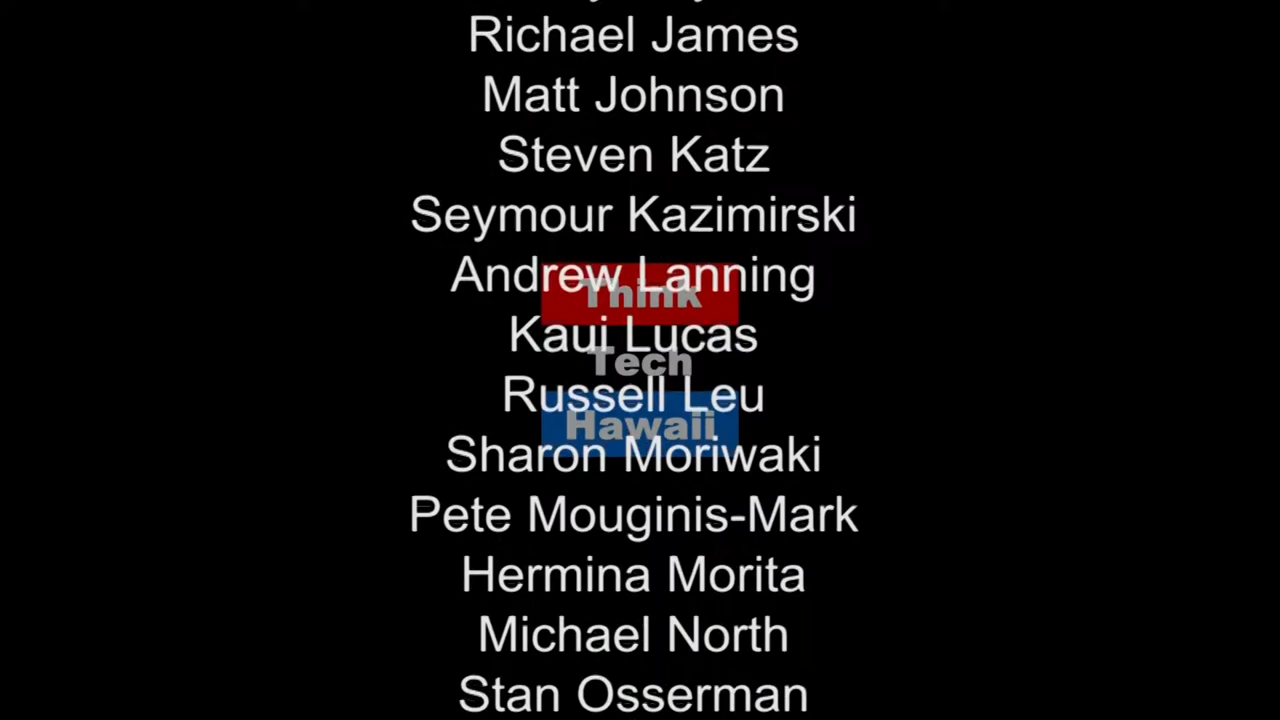 Richael James
Matt Johnson
Steven Katz
Seymour Kazimirski
Andrew Lanning
Think
Kaui Lucas
Tech
Russell Leu
Hawaii
Sharon Moriwaki
Pete Mouginis-Mark
Hermina Morita
Michael North
Stan Osserman